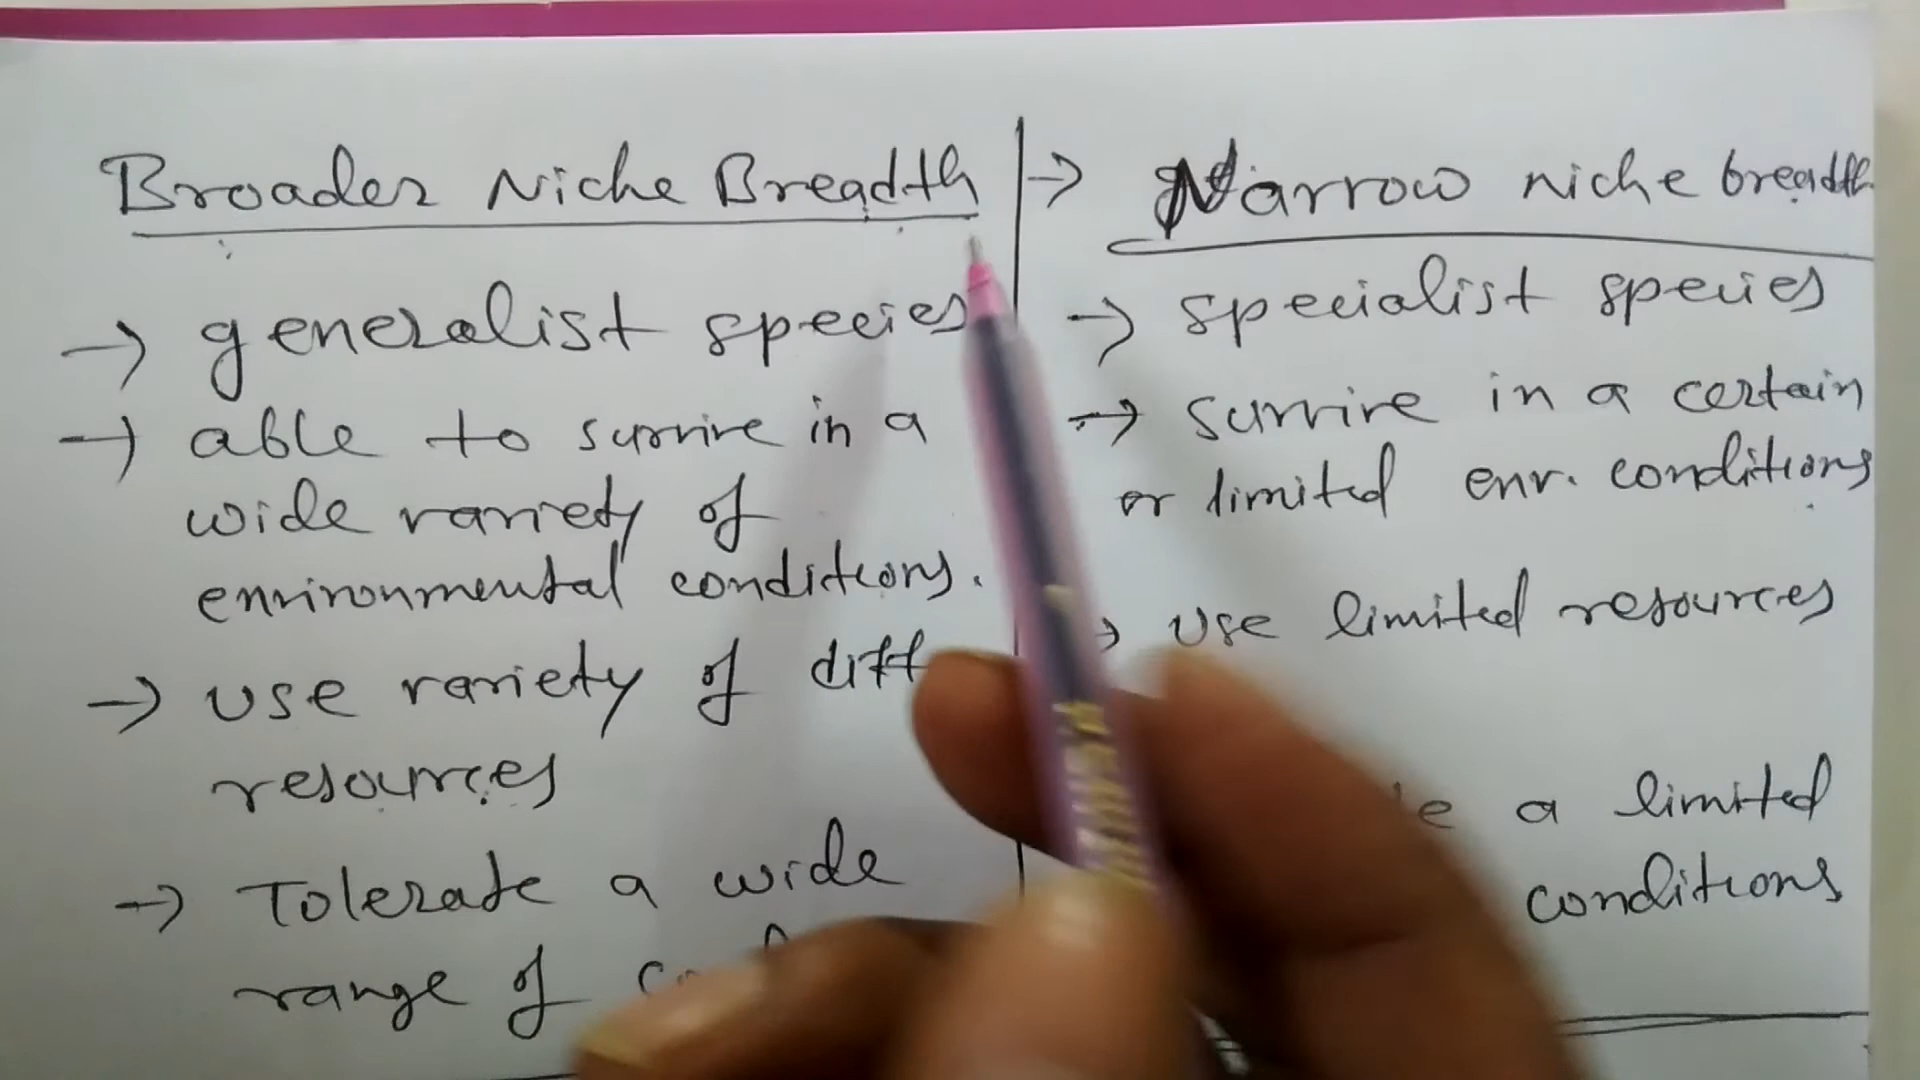 Broader Niche Breadth
→ generalist species
→ able to survive in a
wide variety of
environmental conditions.
→ use variety of diff
resources
→ Tolerate a wide
range of
→ Narrow niche breadth
→ specialist species
→ survive in a certain
or limited env. conditions
→ use limited resources
a limited
conditions